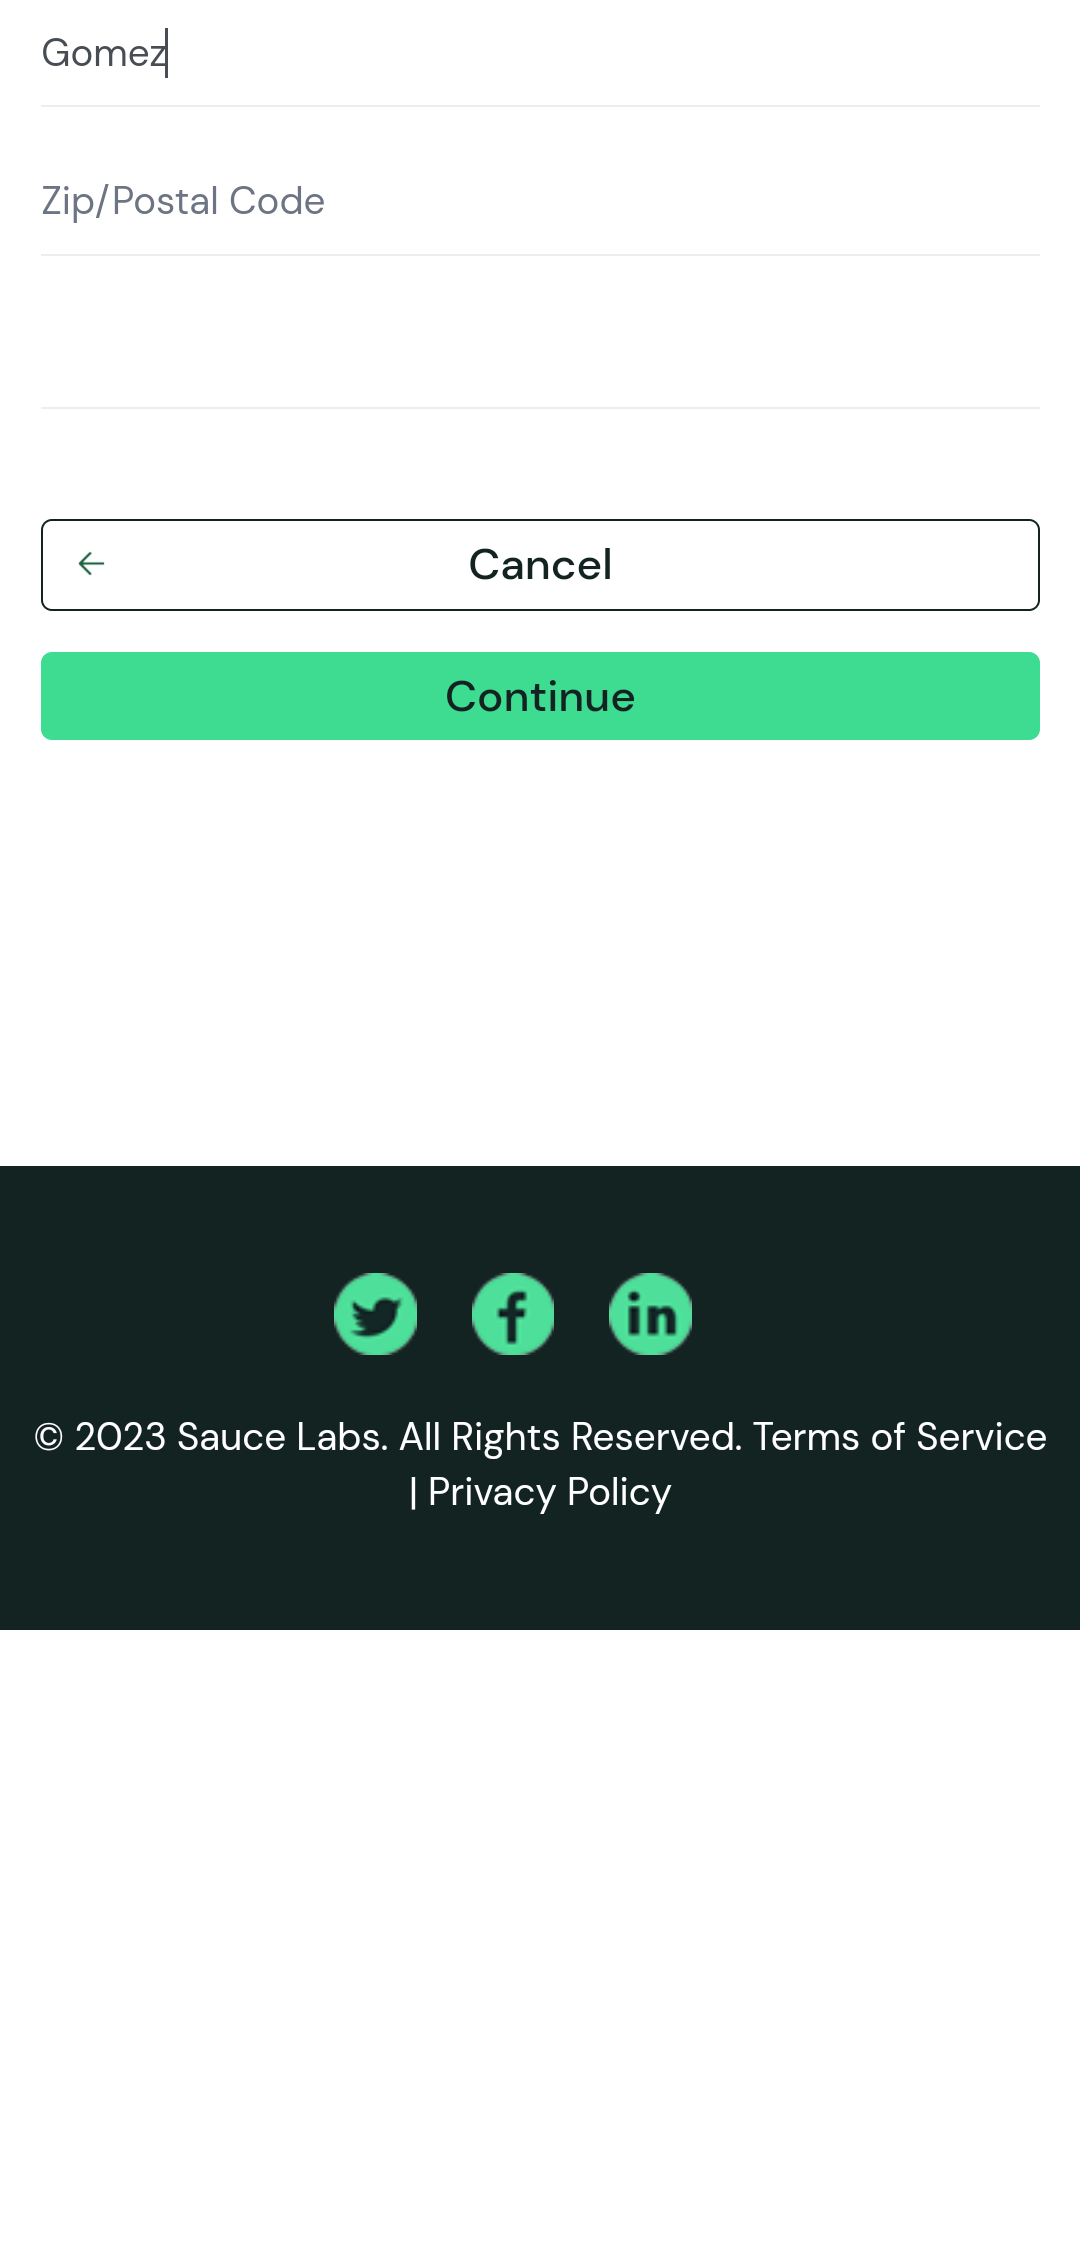 Gomez
Zip/Postal Code
Cancel
Continue
© 2023 Sauce Labs. All Rights Reserved. Terms of Service
| Privacy Policy